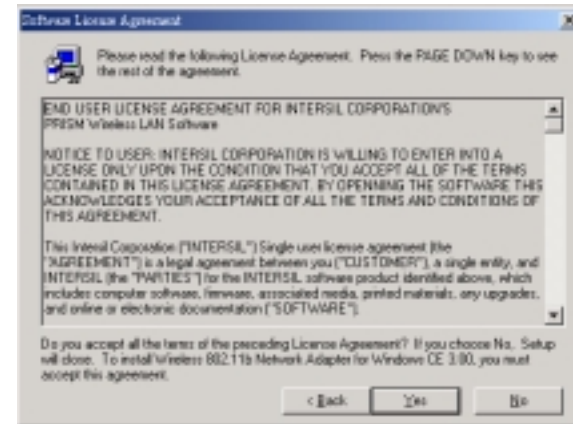 Software License Agreement
Please read the following License Agreement. Press the PAGE DOWN key to see
the rest of the agreement.
END USER LICENSE AGREEMENT FOR INTERSIL CORPORATION'S
PRISM Wireless LAN Software
NOTICE TO USER: INTERSIL CORPORATION IS WILLING TO ENTER INTO A
LICENSE ONLY UPON THE CONDITION THAT YOU ACCEPT ALL OF THE TERMS
CONTAINED IN THIS LICENSE AGREEMENT. BY OPENNING THE SOFTWARE THIS
ACKNOWLEDGES YOUR ACCEPTANCE OF ALL THE TERMS AND CONDITIONS OF
THIS AGREEMENT.
This Intersil Corporation ("INTERSIL") Single user license agreement (the
"AGREEMENT") is a legal agreement between you ("CUSTOMER"), a single entity, and
INTERSIL (the "PARTIES") for the INTERSIL software product identified above, which
includes computer software, firmware, associated media, printed materials, any upgrades,
and online or electronic documentation ("SOFTWARE").
Do you accept all the terms of the preceding License Agreement? If you choose No, Setup
will close. To install Wireless 802.11b Network Adapter for Windows CE 3.00, you must
accept this agreement.
< Back Yes No